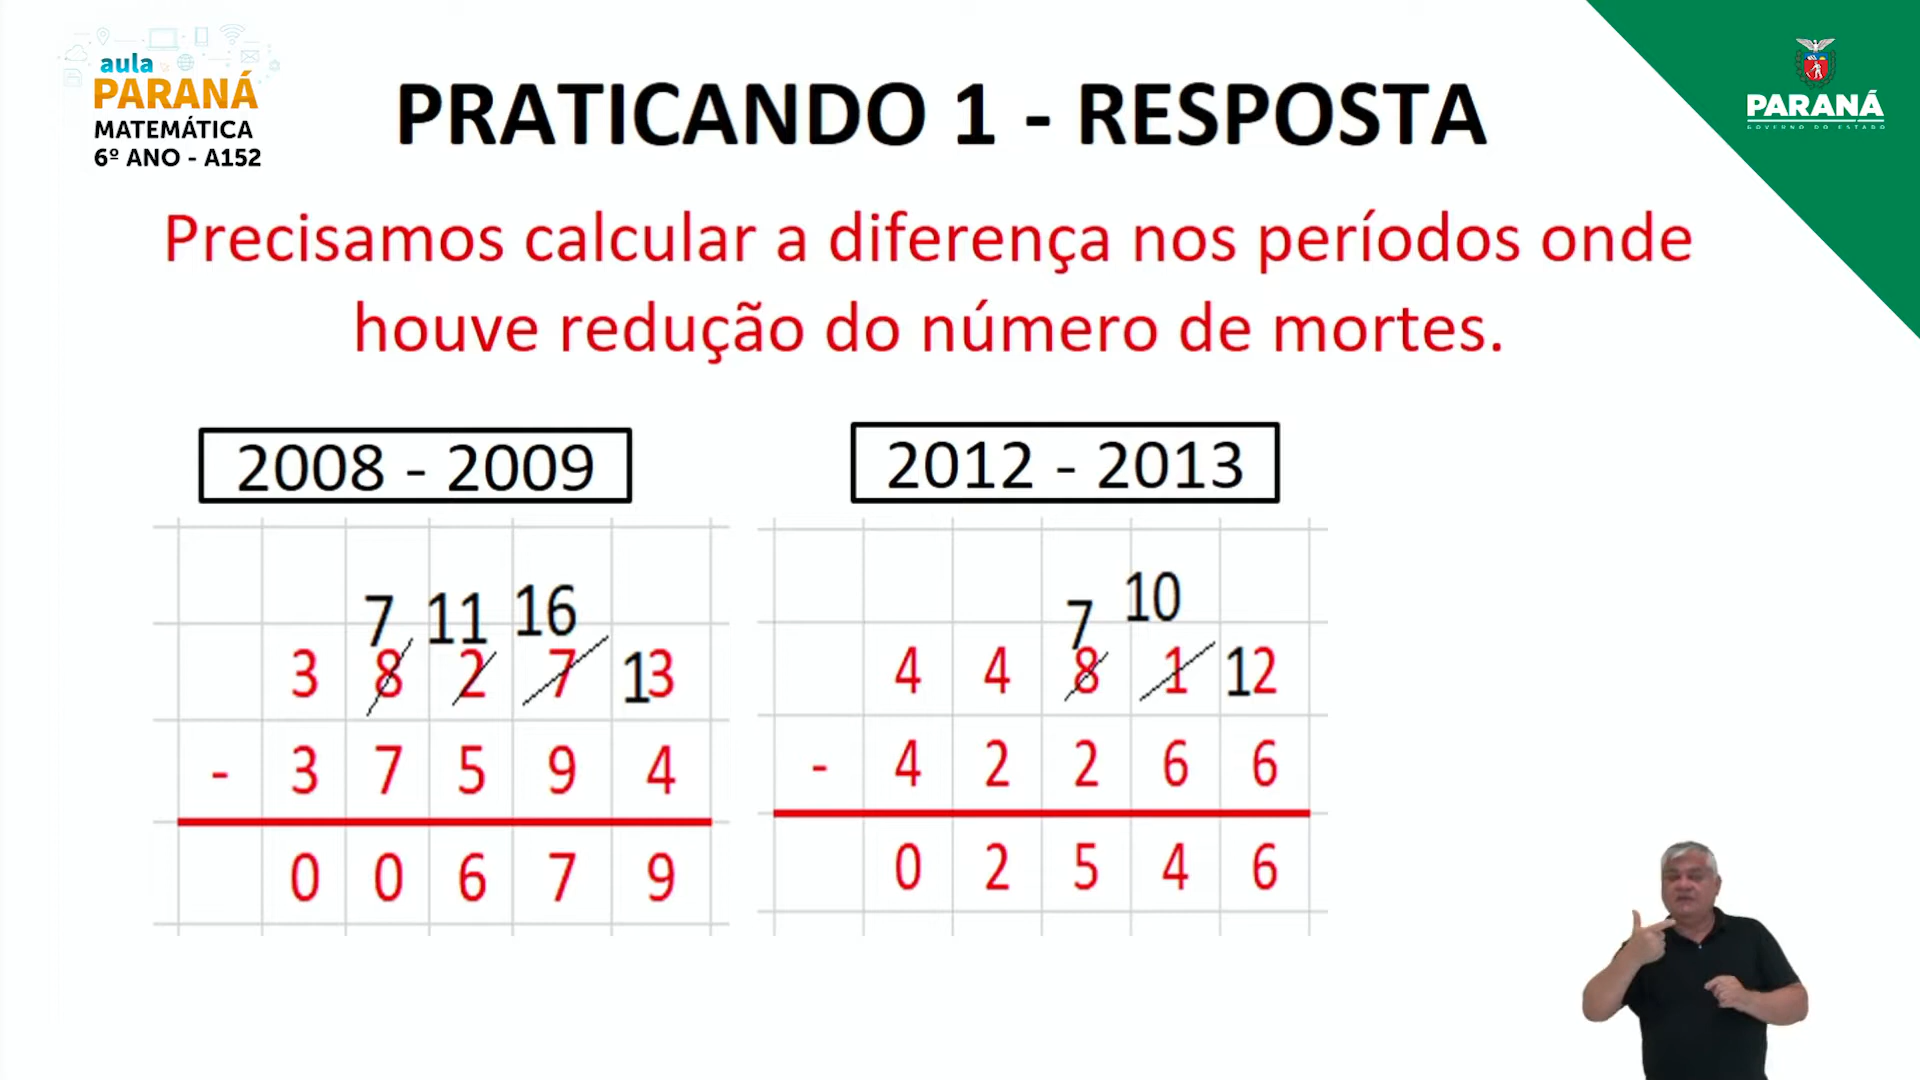 aula
PARANÁ
MATEMÁTICA
6º ANO - A152
PRATICANDO 1 - RESPOSTA
PARANÁ
GOVERNO DO ESTADO
Precisamos calcular a diferença nos períodos onde
houve redução do número de mortes.
2008 - 2009
7 11 16
3 8 2 7 13
- 3 7 5 9 4
0 0 6 7 9
2012 - 2013
7 10
4 4 8 1 12
- 4 2 2 6 6
0 2 5 4 6